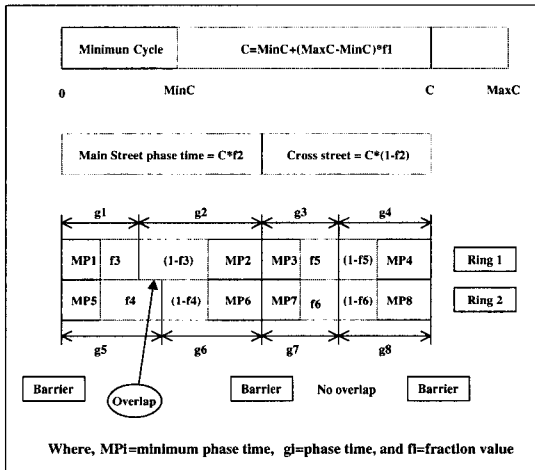 Minimun Cycle C=MinC+(MaxC-MinC)*f1
0 MinC C MaxC
Main Street phase time = C*f2 Cross street = C*(1-f2)
g1 g2 g3 g4
MP1 f3 (1-f3) MP2 MP3 f5 (1-f5) MP4 Ring 1
MP5 f4 (1-f4) MP6 MP7 f6 (1-f6) MP8 Ring 2
g5 g6 g7 g8
Barrier Overlap Barrier No overlap Barrier
Where, MPi=minimum phase time, gi=phase time, and fi=fraction value